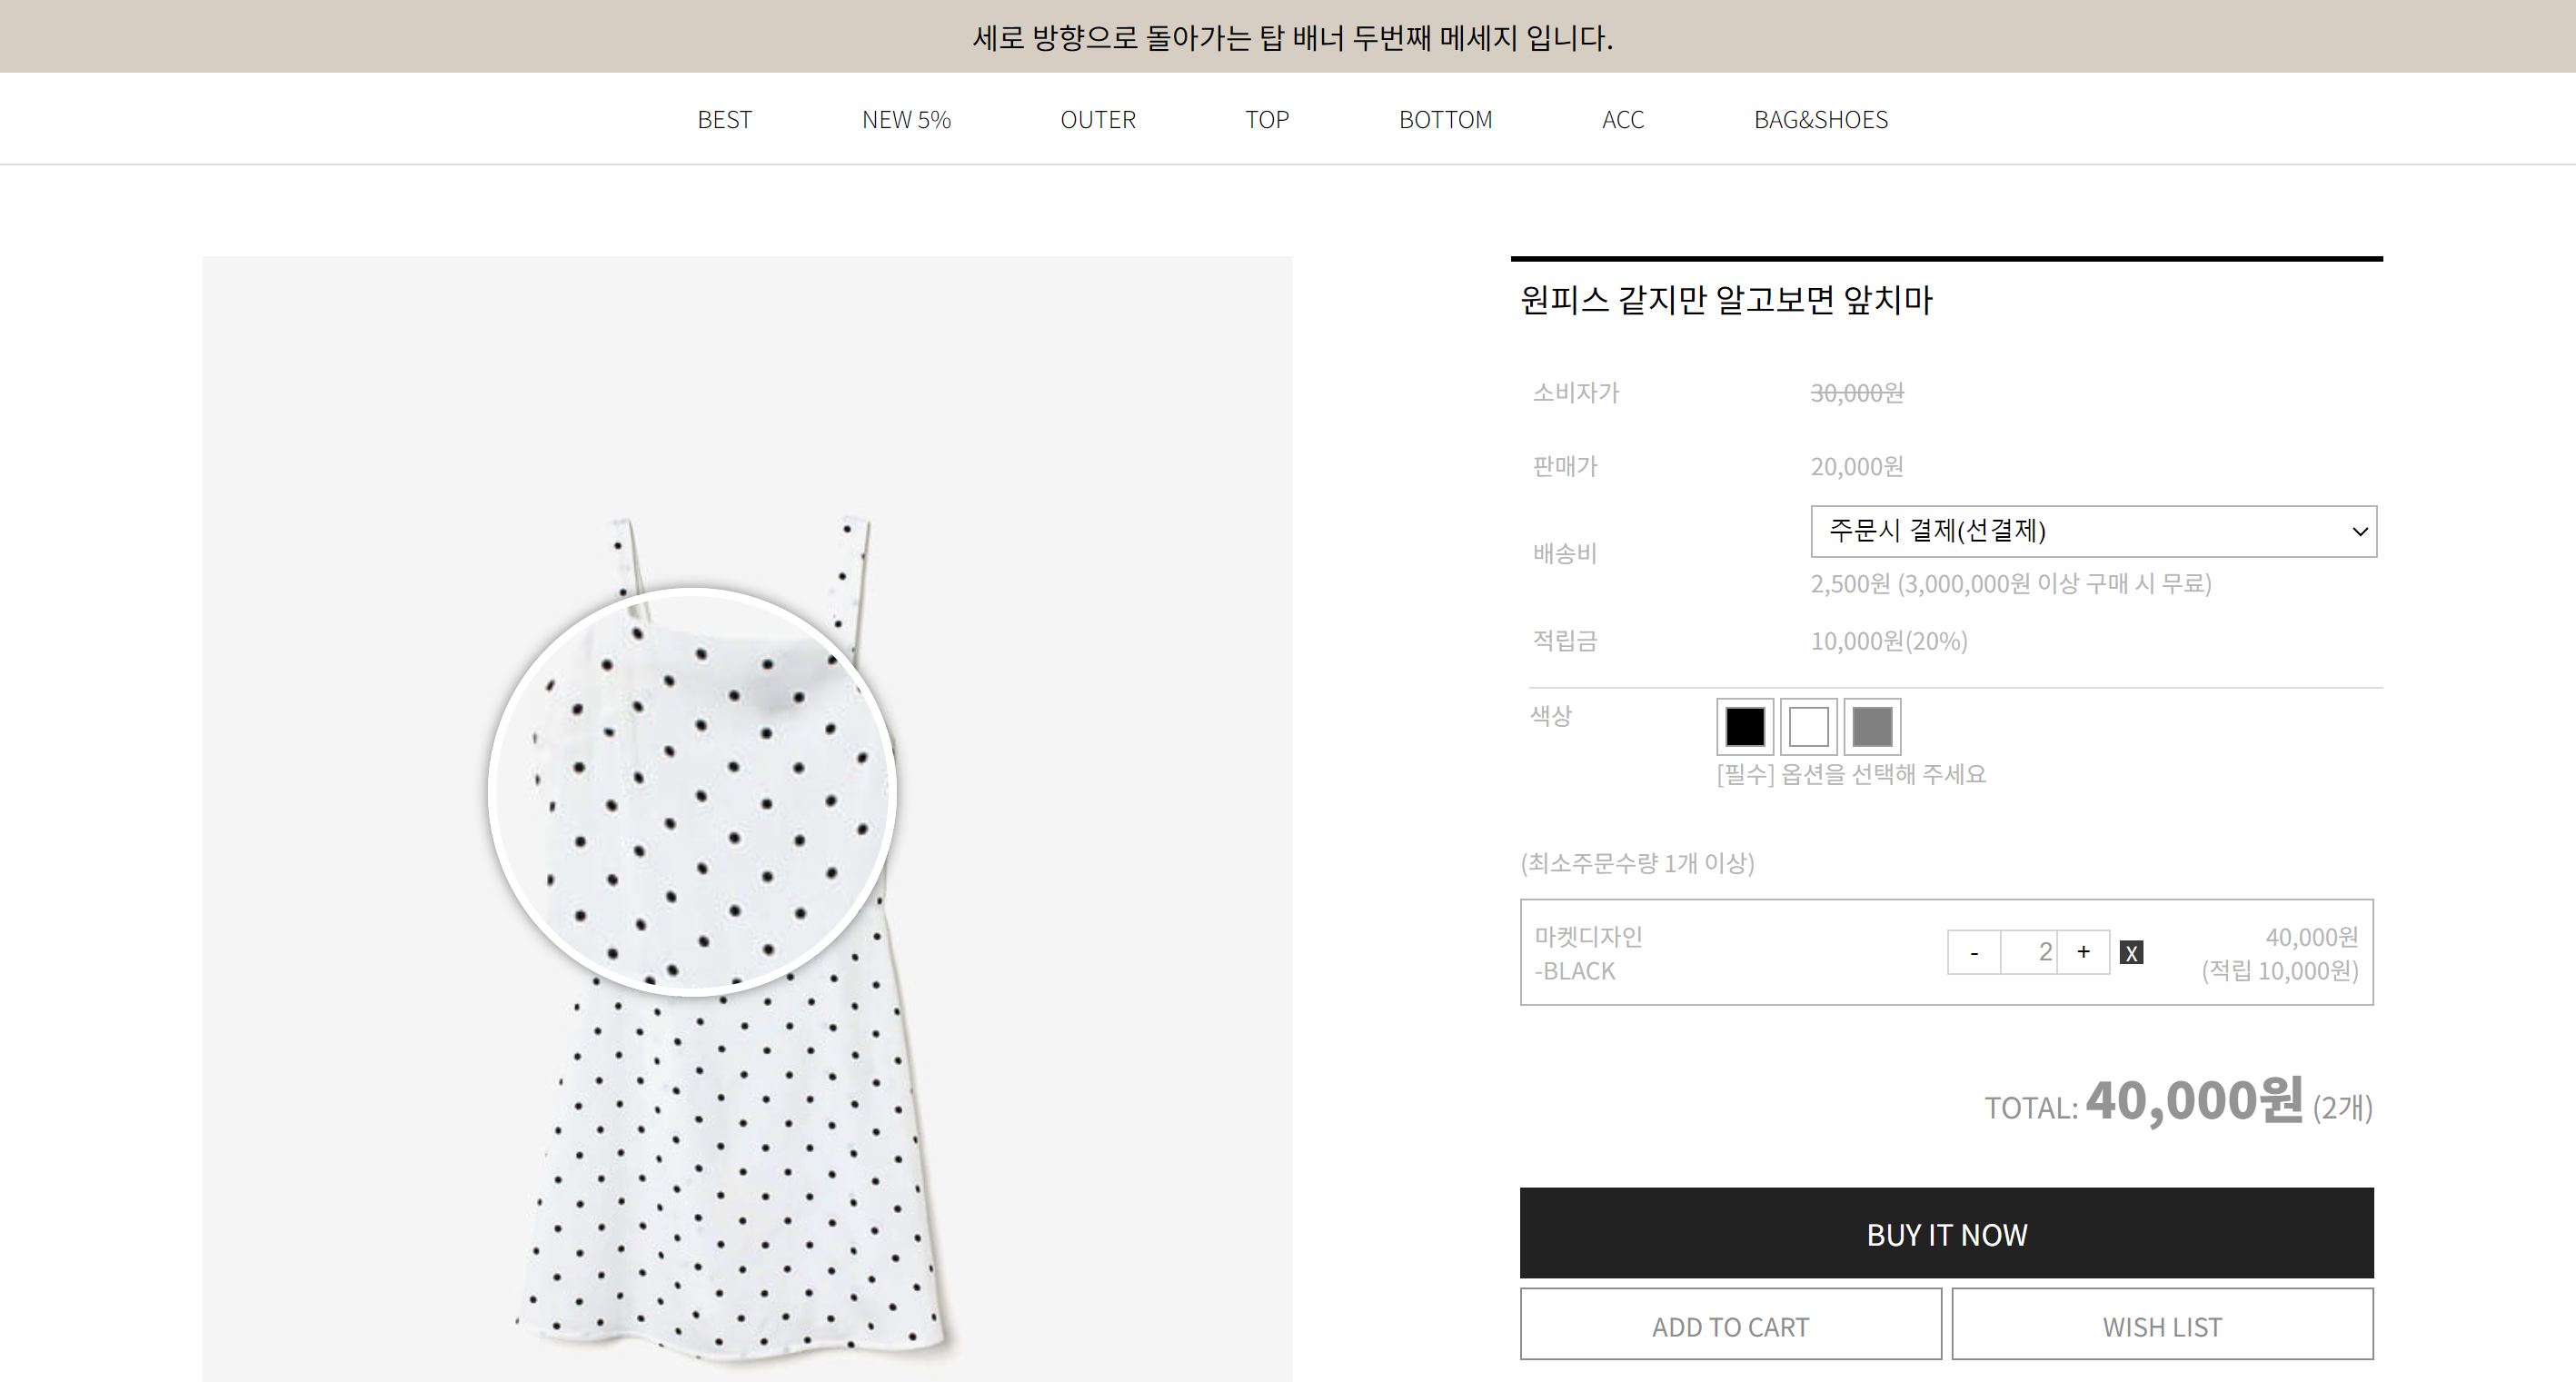 세로 방향으로 돌아가는 탑 배너 두번째 메세지 입니다.
BEST NEW 5% OUTER TOP BOTTOM ACC BAG&SHOES
원피스 같지만 알고보면 앞치마
소비자가 30,000원
판매가 20,000원
주문시 결제(선결제)
배송비
2,500원 (3,000,000원 이상 구매 시 무료)
적립금 10,000원(20%)
색상
[필수] 옵션을 선택해 주세요
(최소주문수량 1개 이상)
마켓디자인 40,000원
- 2 + X
-BLACK (적립 10,000원)
TOTAL: 40,000원 (2개)
BUY IT NOW
ADD TO CART WISH LIST